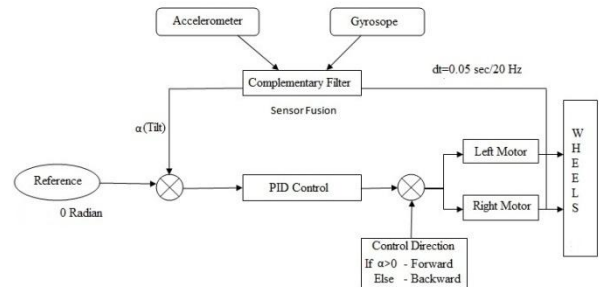 Accelerometer
Gyrosope
Complementary Filter
dt=0.05 sec/20 Hz
Sensor Fusion
α(Tilt)
Reference
0 Radian
PID Control
Left Motor
Right Motor
WHEELS
Control Direction
If α>0 - Forward
Else - Backward